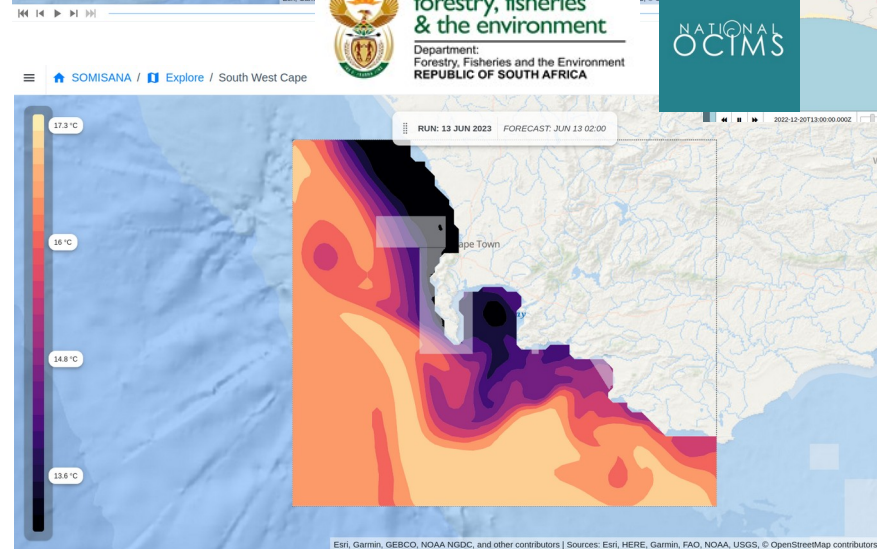 forestry, fisheries
& the environment
Department:
Forestry, Fisheries and the Environment
REPUBLIC OF SOUTH AFRICA
NATIONAL
OCIMS
SOMISANA / Explore / South West Cape
2022-12-20T13:00:00.000Z
RUN: 13 JUN 2023 FORECAST: JUN 13 02:00
17.3 °C
16 °C
14.8 °C
13.6 °C
ape Town
ay
Esri, Garmin, GEBCO, NOAA NGDC, and other contributors | Sources: Esri, HERE, Garmin, FAO, NOAA, USGS, © OpenStreetMap contributors